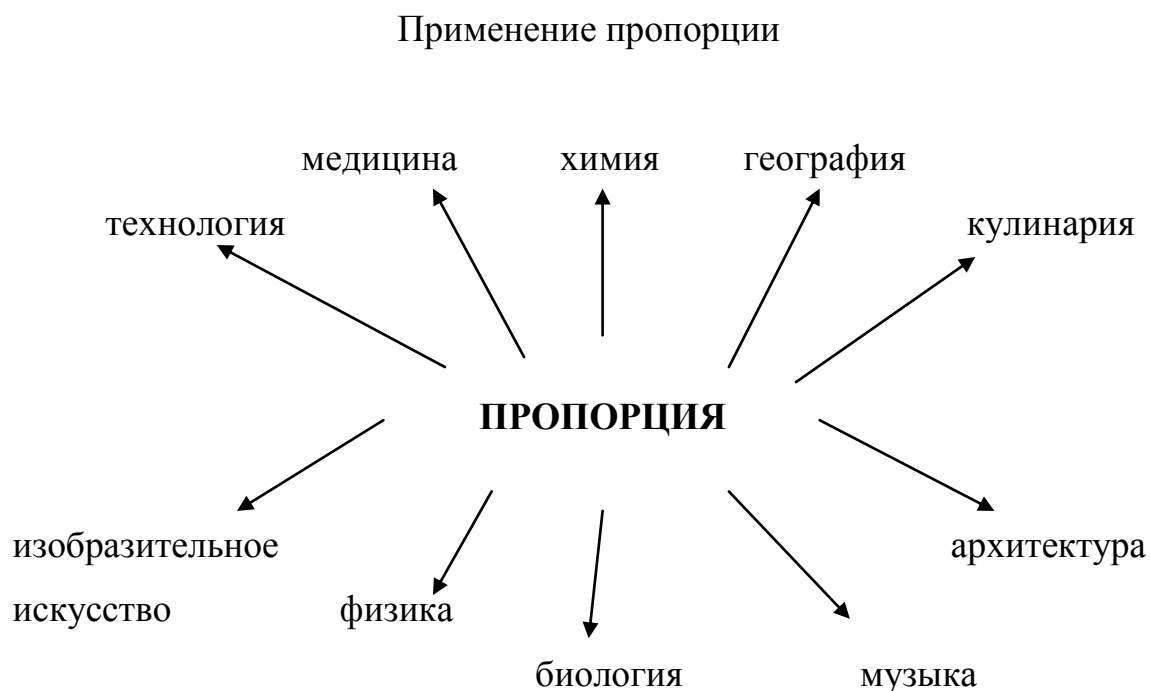 Применение пропорции
медицина химия география
технология кулинария
ПРОПОРЦИЯ
изобразительное архитектура
искусство физика
биология музыка